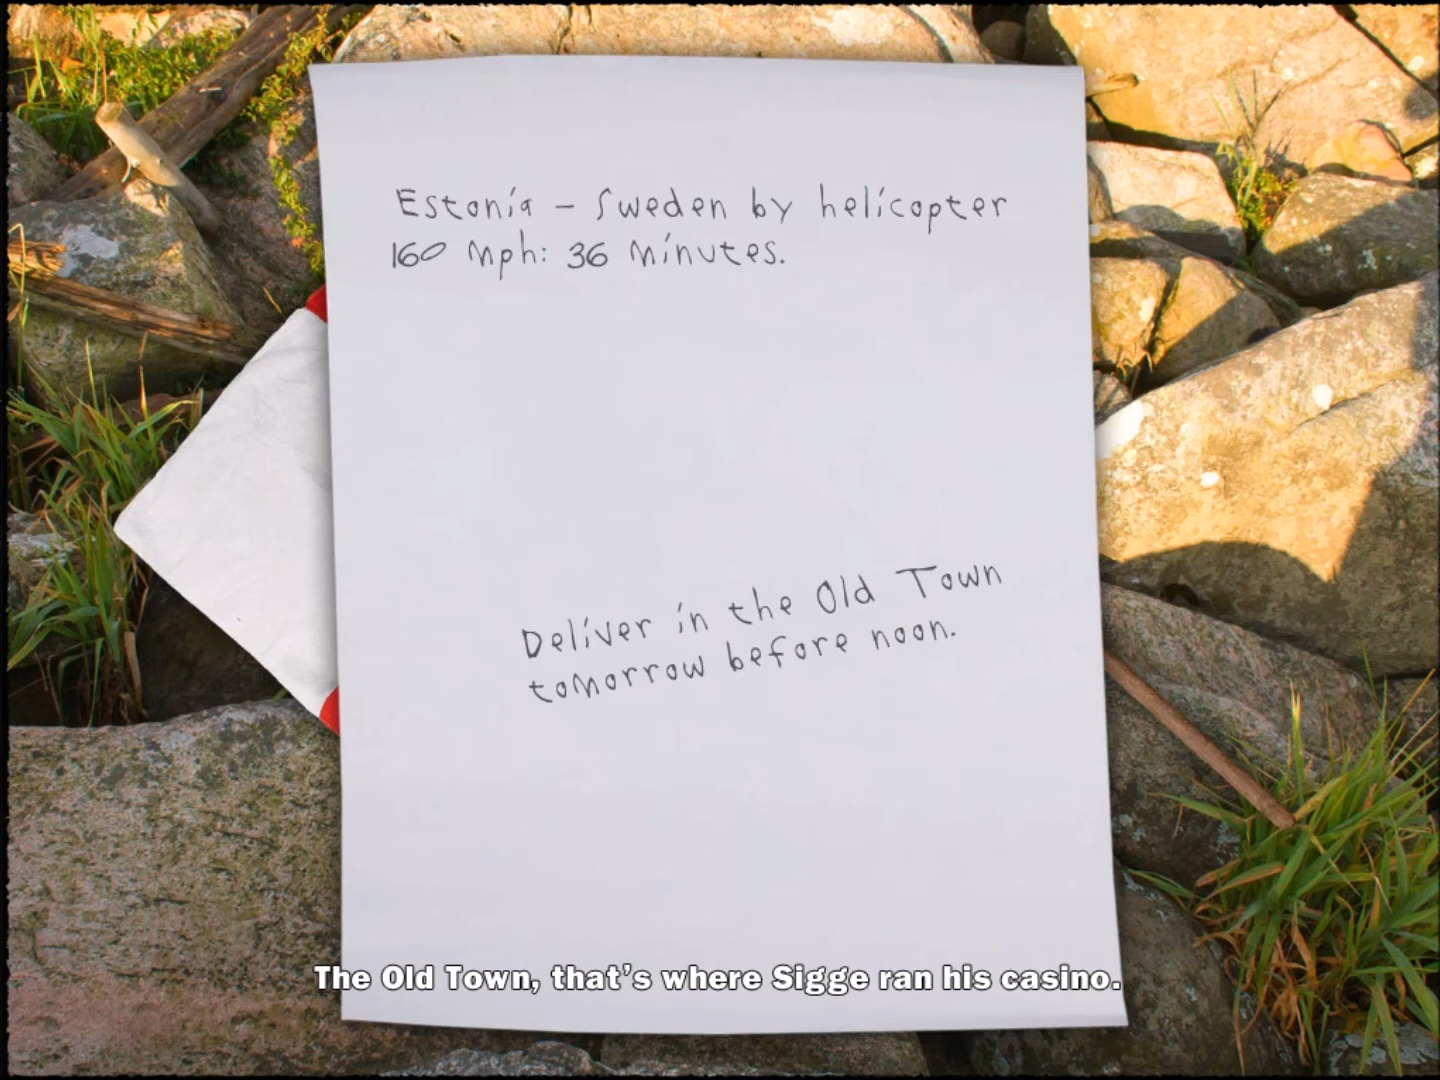 Estonia – Sweden by helicopter
160 mph: 36 minutes.
Deliver in the Old Town
tomorrow before noon.
The Old Town, that's where Sigge ran his casino.